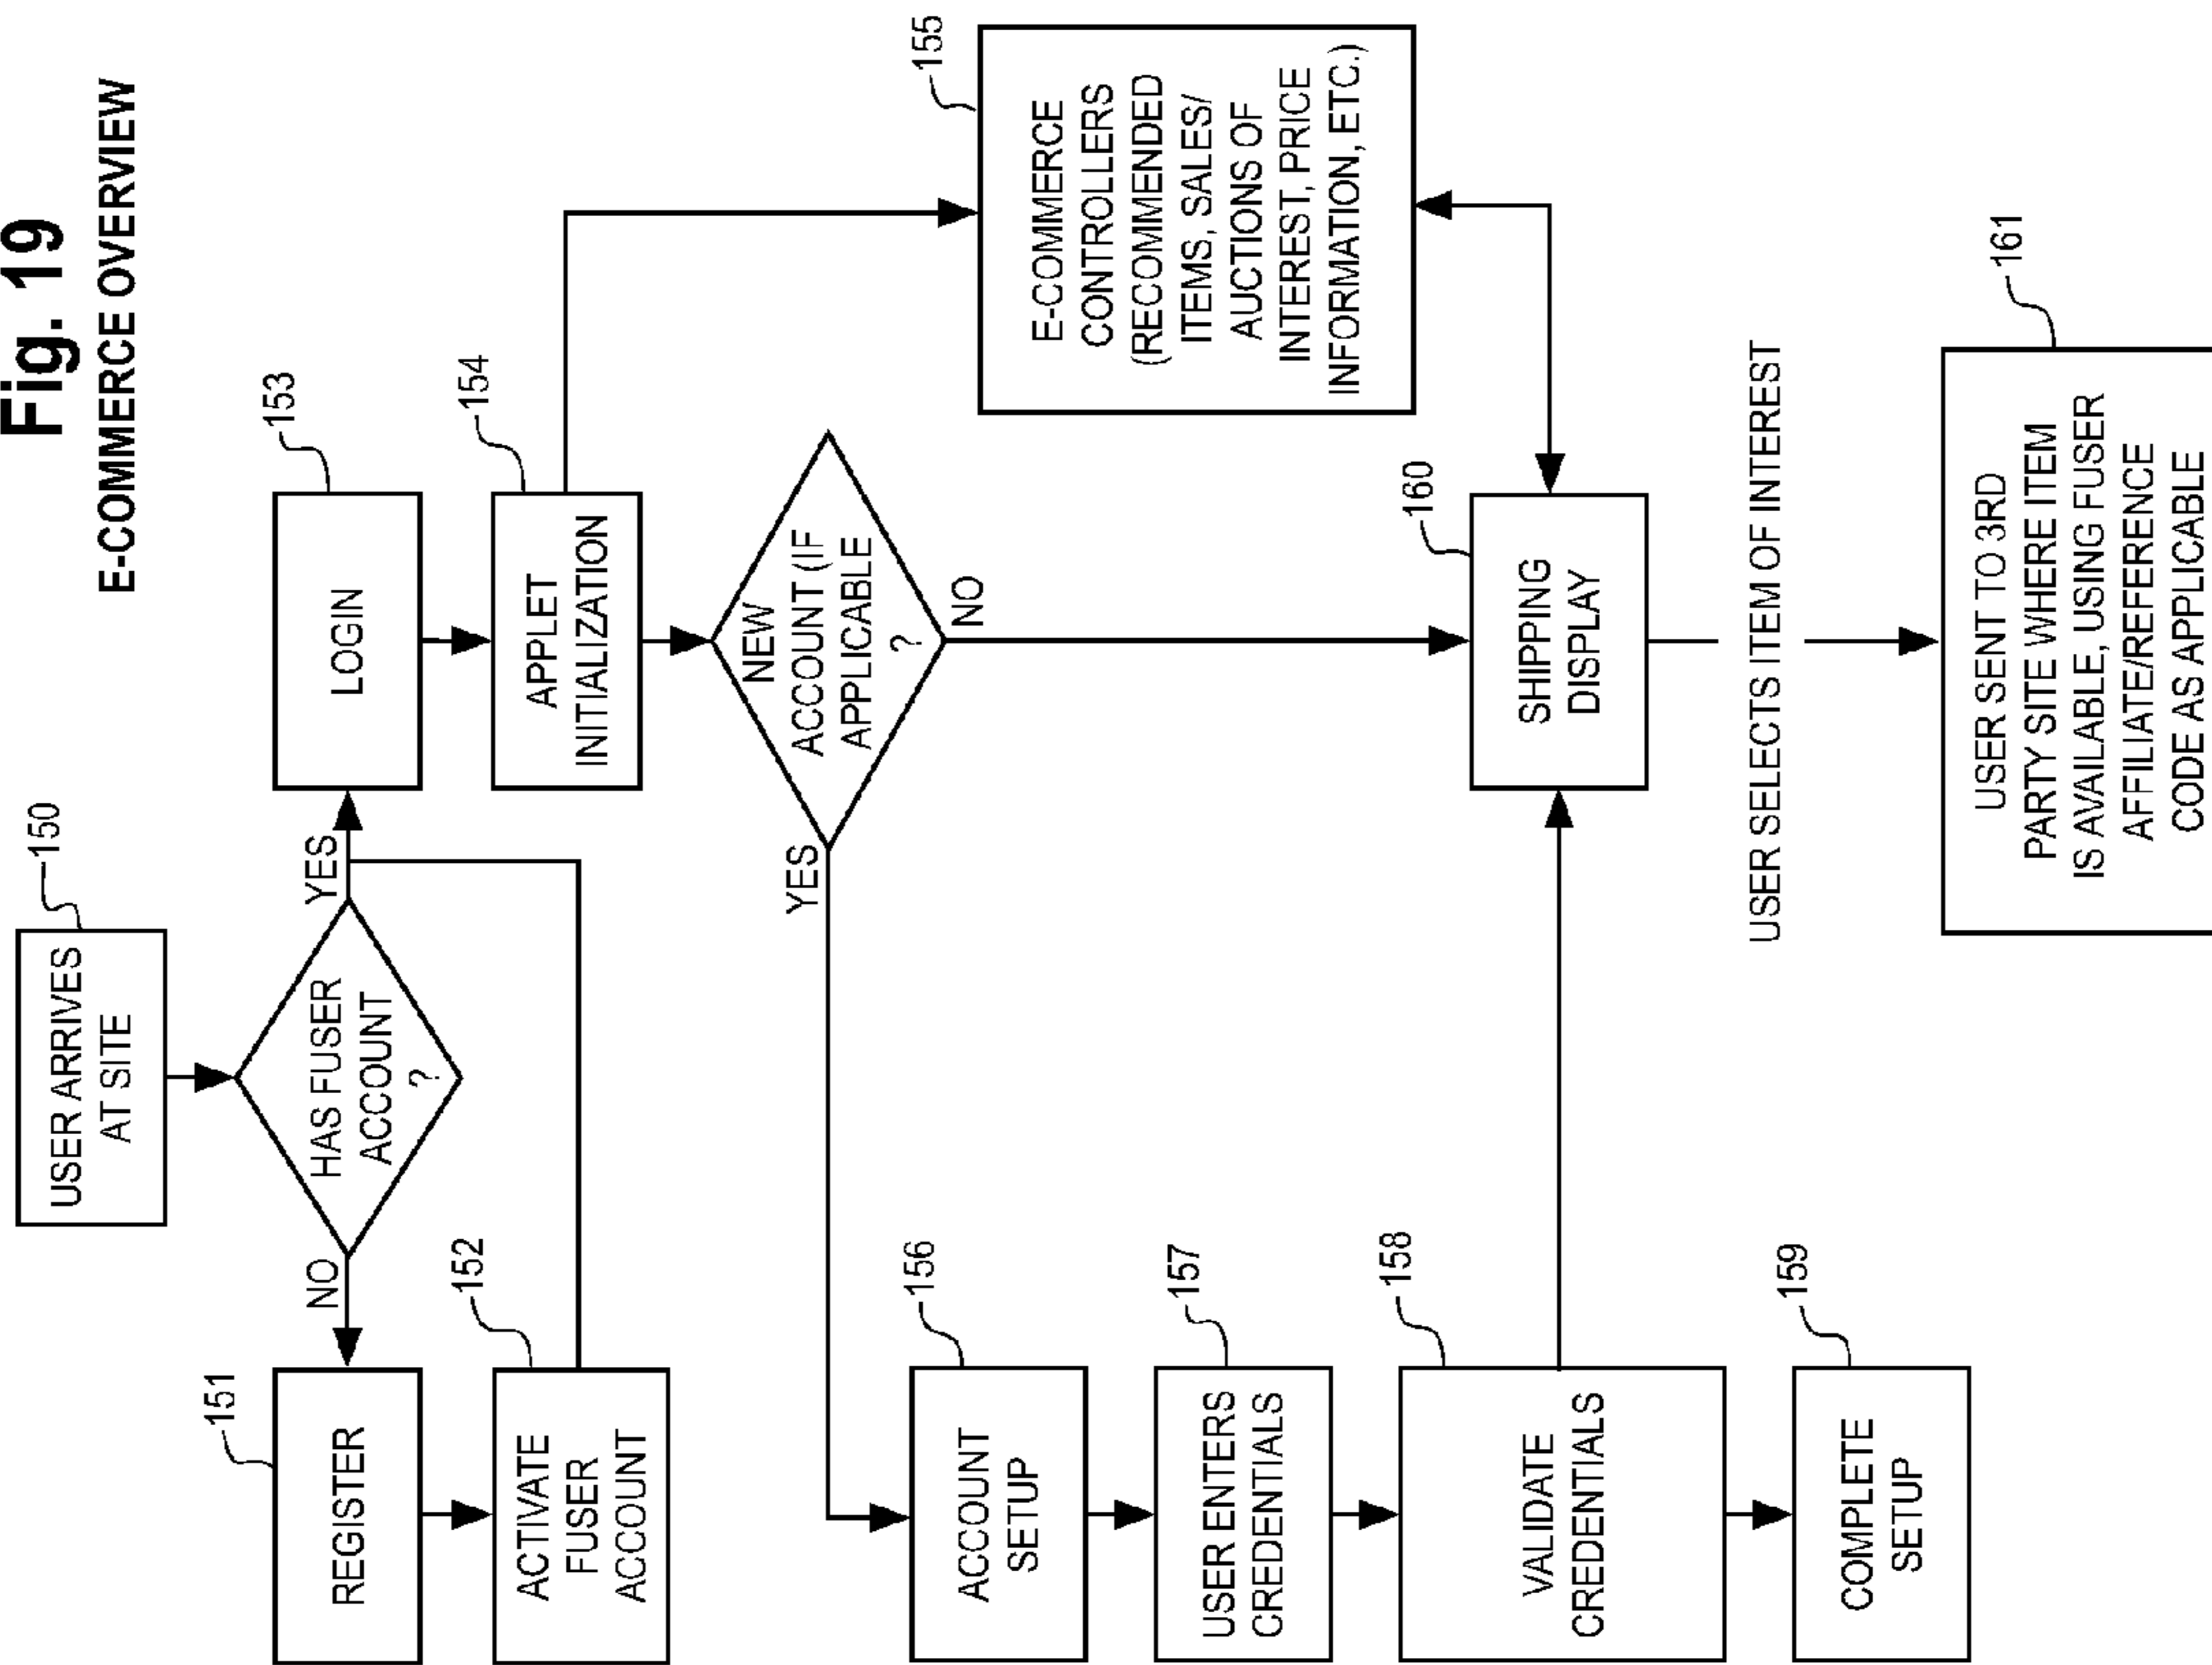 Fig. 19
E-COMMERCE OVERVIEW
150
USER ARRIVES
AT SITE
HAS FUSER
ACCOUNT
?
NO
YES
151
REGISTER
152
ACTIVATE
FUSER
ACCOUNT
153
LOGIN
154
APPLET
INITIALIZATION
NEW
ACCOUNT (IF
APPLICABLE
?
YES
NO
155
E-COMMERCE
CONTROLLERS
(RECOMMENDED
ITEMS, SALES/
AUCTIONS OF
INTEREST, PRICE
INFORMATION, ETC.)
156
ACCOUNT
SETUP
157
USER ENTERS
CREDENTIALS
158
VALIDATE
CREDENTIALS
159
COMPLETE
SETUP
160
SHIPPING
DISPLAY
USER SELECTS ITEM OF INTEREST
161
USER SENT TO 3RD
PARTY SITE WHERE ITEM
IS AVAILABLE, USING FUSER
AFFILIATE/REFERENCE
CODE AS APPLICABLE